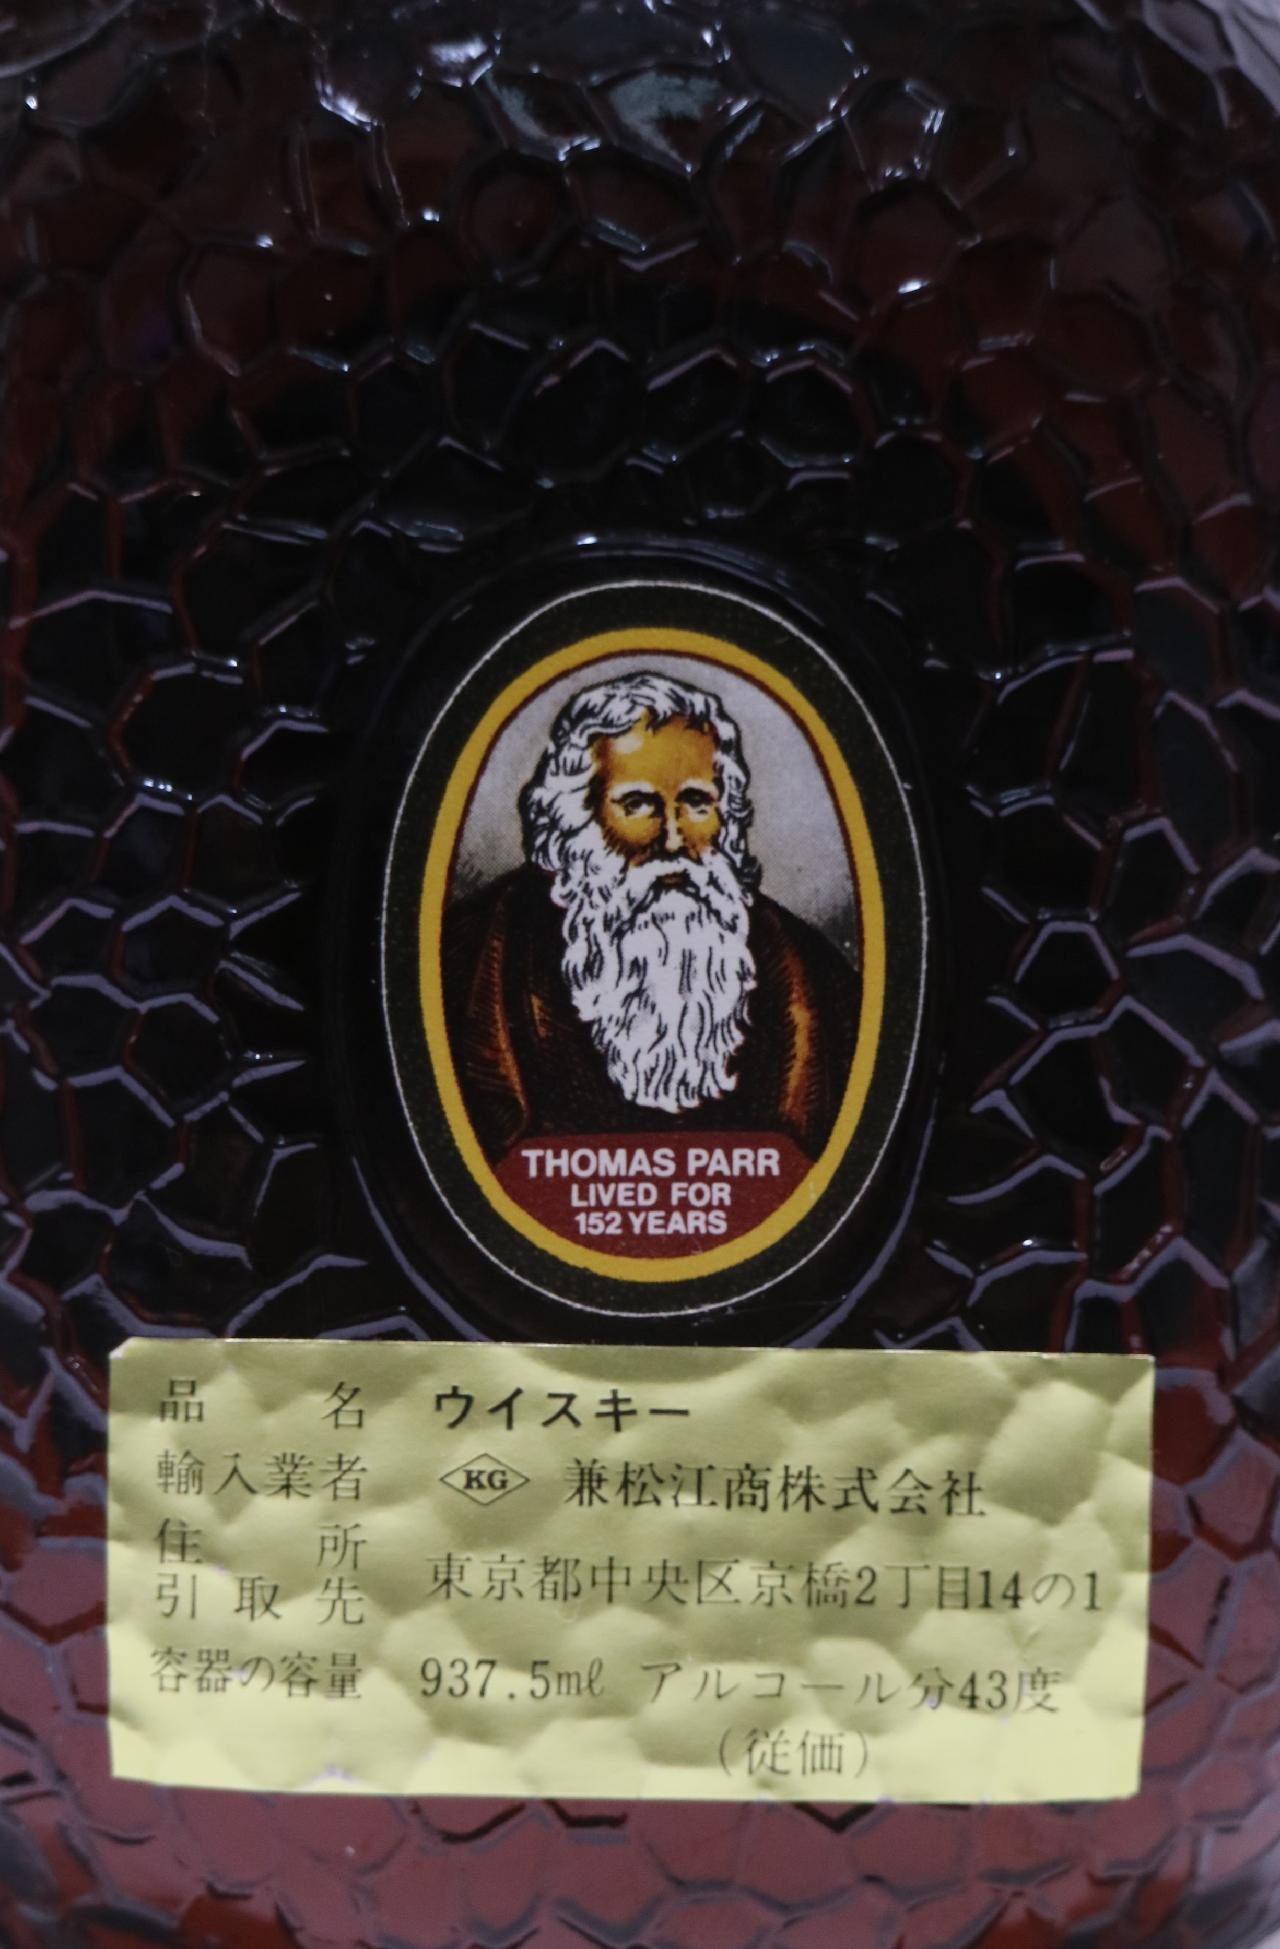 THOMAS PARR
LIVED FOR
152 YEARS
品名 ウイスキー
輸入業者 KG 兼松江商株式会社
住所
引取先 東京都中央区京橋2丁目14の1
容器の容量 937.5mℓ アルコール分43度
(従価)